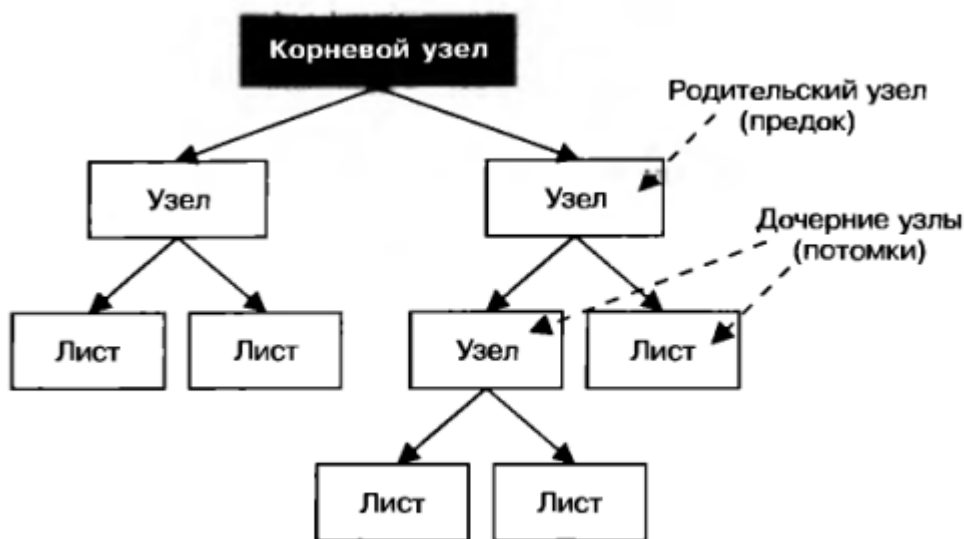 Корневой узел
Родительский узел
(предок)
Узел
Узел
Дочерние узлы
(потомки)
Лист
Лист
Узел
Лист
Лист
Лист